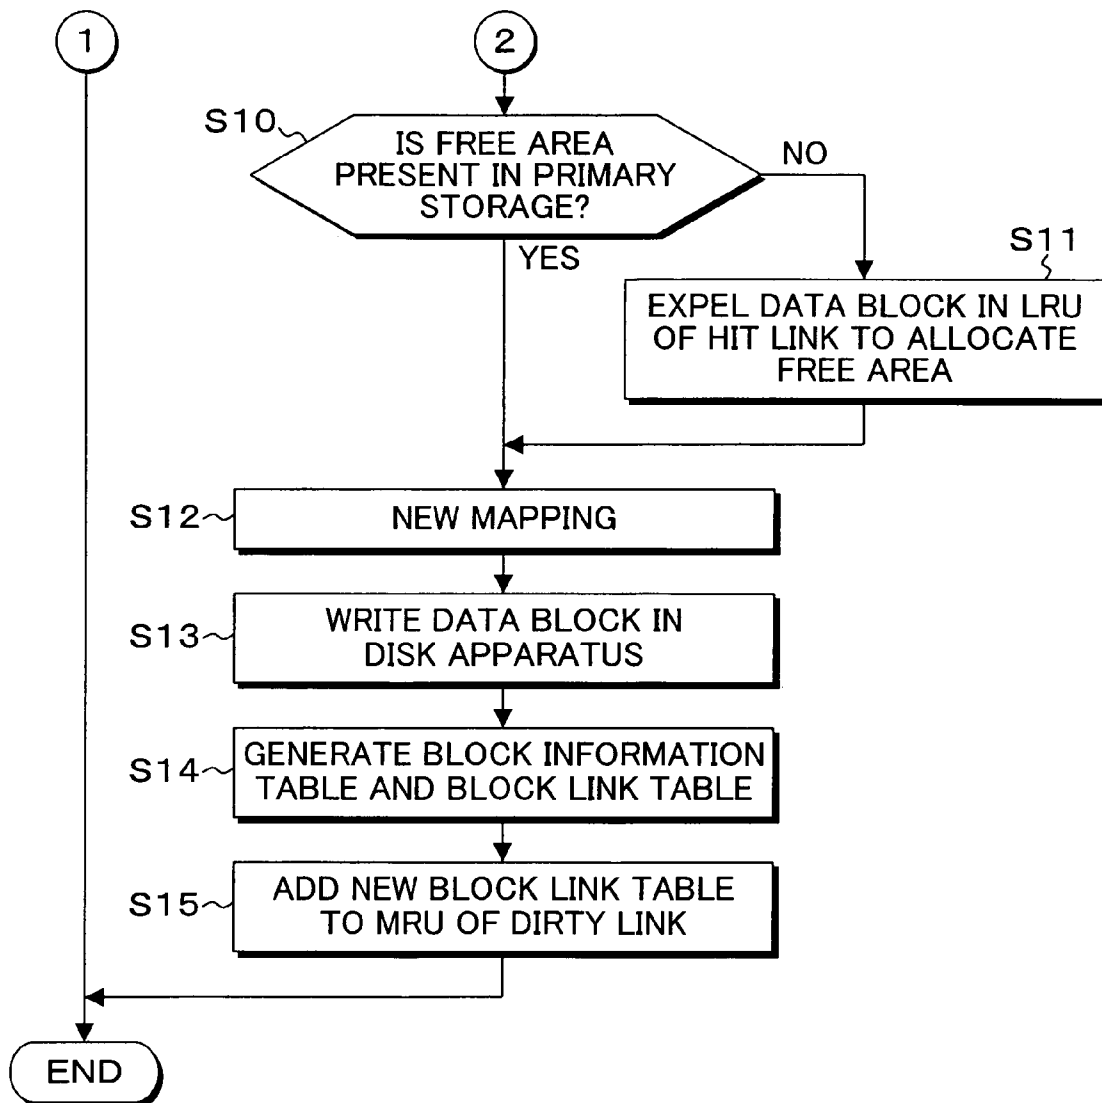 1
2
S10
IS FREE AREA
PRESENT IN PRIMARY
STORAGE?
NO
YES
S11
EXPEL DATA BLOCK IN LRU
OF HIT LINK TO ALLOCATE
FREE AREA
S12
NEW MAPPING
S13
WRITE DATA BLOCK IN
DISK APPARATUS
S14
GENERATE BLOCK INFORMATION
TABLE AND BLOCK LINK TABLE
S15
ADD NEW BLOCK LINK TABLE
TO MRU OF DIRTY LINK
END